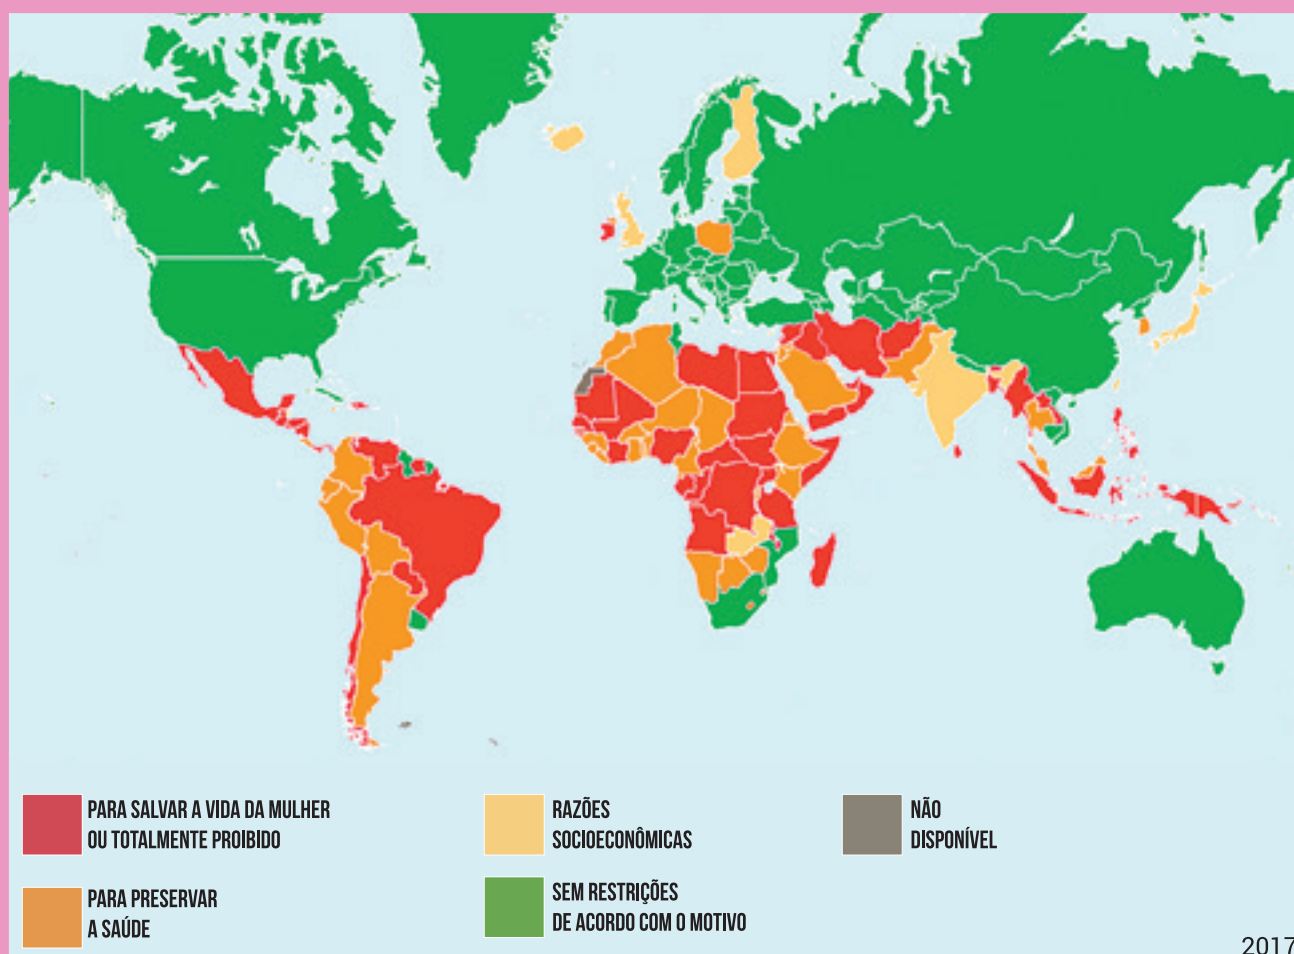 PARA SALVAR A VIDA DA MULHER
OU TOTALMENTE PROIBIDO
PARA PRESERVAR
A SAÚDE
RAZÕES
SOCIOECONÔMICAS
SEM RESTRIÇÕES
DE ACORDO COM O MOTIVO
NÃO
DISPONÍVEL
2017